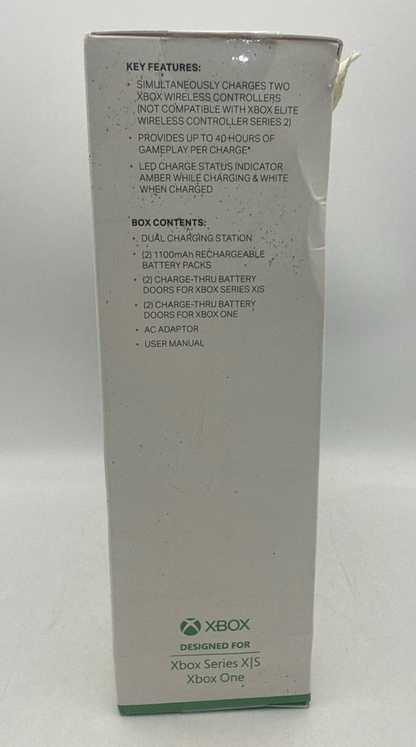 KEY FEATURES:
• SIMULTANEOUSLY CHARGES TWO
XBOX WIRELESS CONTROLLERS
(NOT COMPATIBLE WITH XBOX ELITE
WIRELESS CONTROLLER SERIES 2)
• PROVIDES UP TO 40 HOURS OF
GAMEPLAY PER CHARGE*
• LED CHARGE STATUS INDICATOR
AMBER WHILE CHARGING & WHITE
WHEN CHARGED
BOX CONTENTS:
• DUAL CHARGING STATION
• (2) 1100mAh RECHARGEABLE
BATTERY PACKS
• (2) CHARGE-THRU BATTERY
DOORS FOR XBOX SERIES X|S
• (2) CHARGE-THRU BATTERY
DOORS FOR XBOX ONE
• AC ADAPTOR
• USER MANUAL
XBOX
DESIGNED FOR
Xbox Series X|S
Xbox One